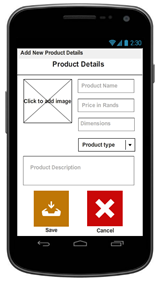 2:30
Add New Product Details
Product Details
Product Name
Click to add image
Price in Rands
Dimensions
Product type
Product Description
Save
Cancel